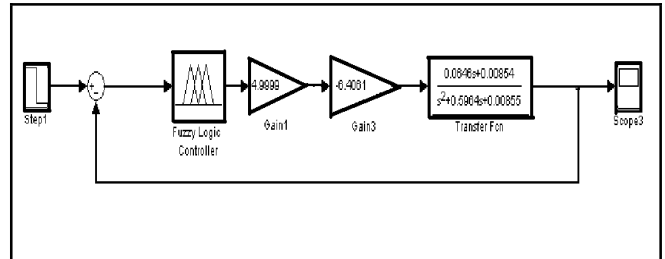 Step1
+
-
Fuzzy Logic
Controller
4.9999
Gain1
-6.4061
Gain3
0.0646s+0.00854
s²+0.5964s+0.00855
Transfer Fcn
Scope3